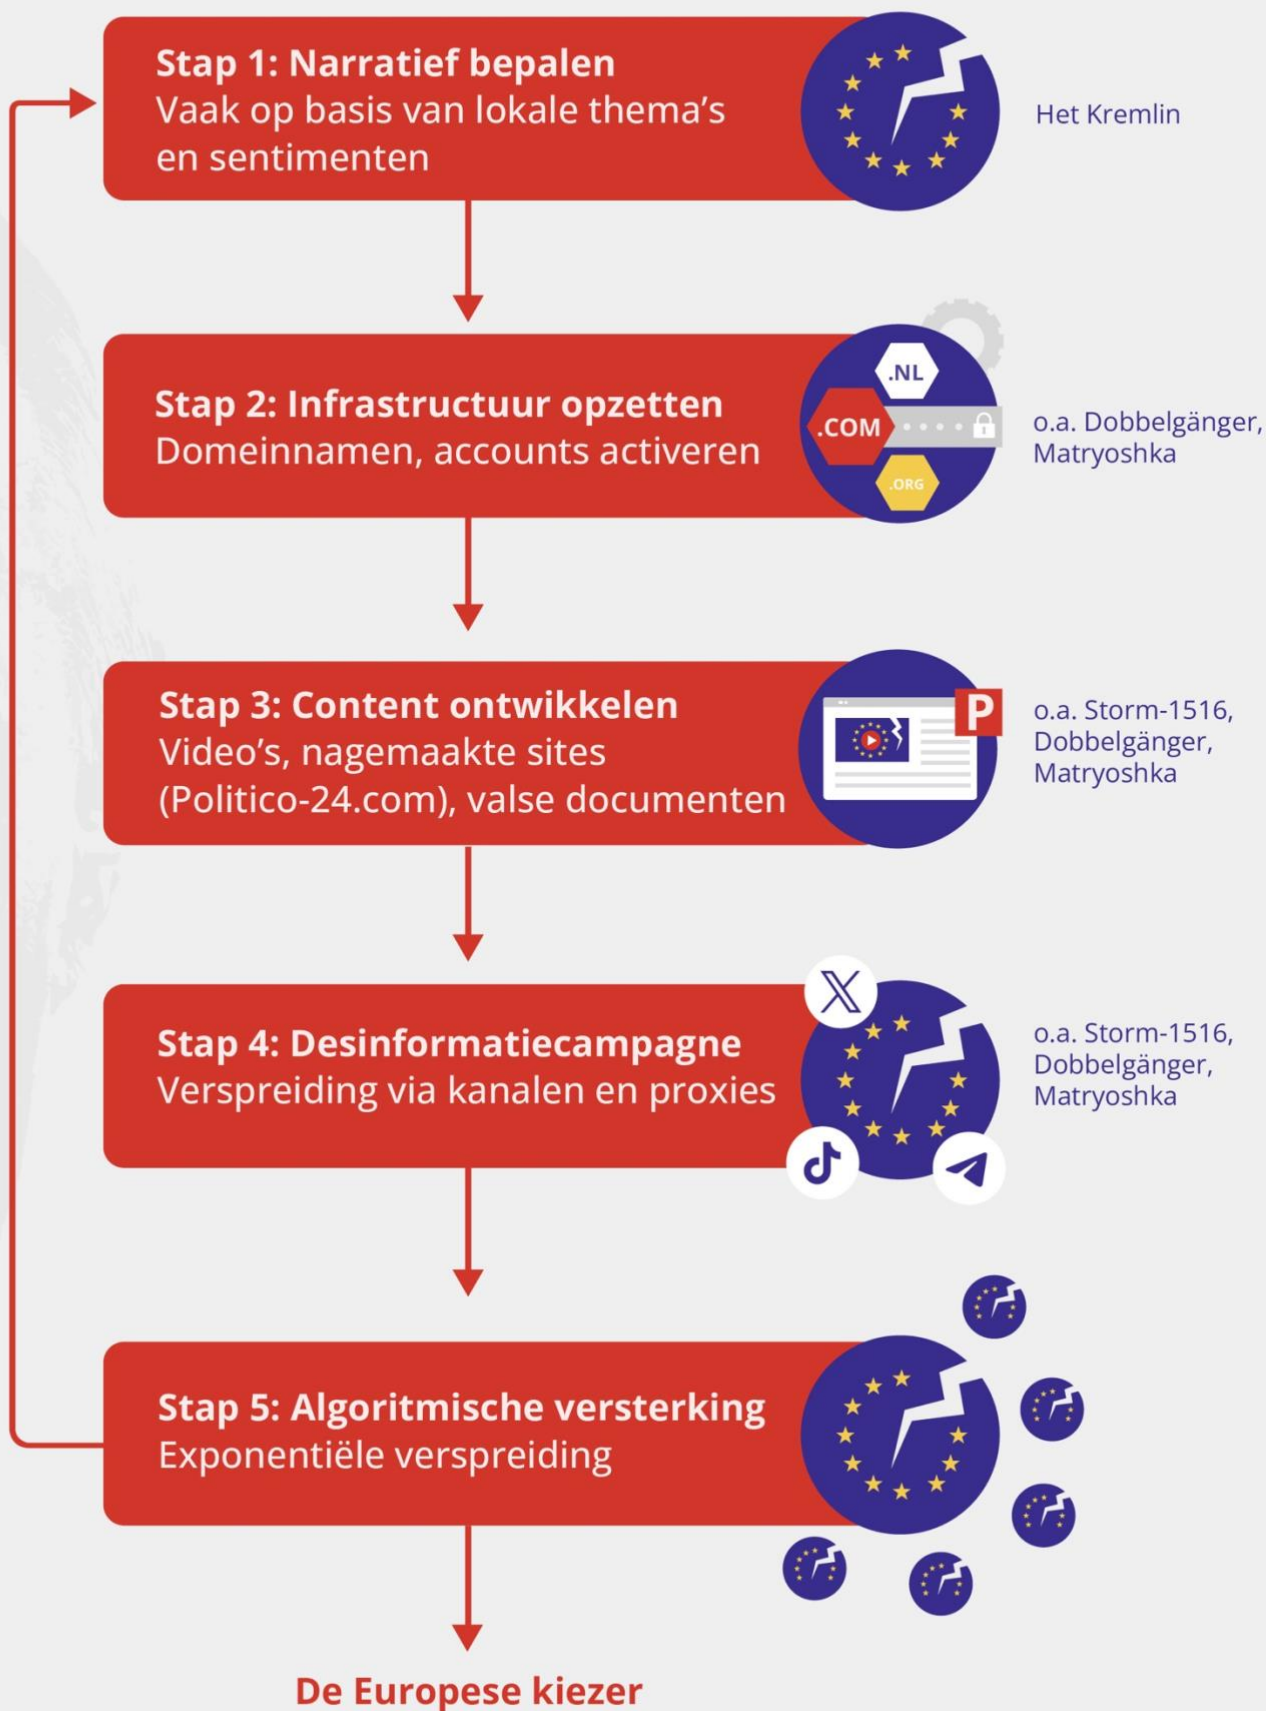 Stap 1: Narratief bepalen
Vaak op basis van lokale thema's
en sentimenten
Het Kremlin
Stap 2: Infrastructuur opzetten
Domeinnamen, accounts activeren
.NL
.COM
.ORG
o.a. Dobbelgänger,
Matryoshka
Stap 3: Content ontwikkelen
Video's, nagemaakte sites
(Politico-24.com), valse documenten
P
o.a. Storm-1516,
Dobbelgänger,
Matryoshka
Stap 4: Desinformatiecampagne
Verspreiding via kanalen en proxies
o.a. Storm-1516,
Dobbelgänger,
Matryoshka
Stap 5: Algoritmische versterking
Exponentiële verspreiding
De Europese kiezer